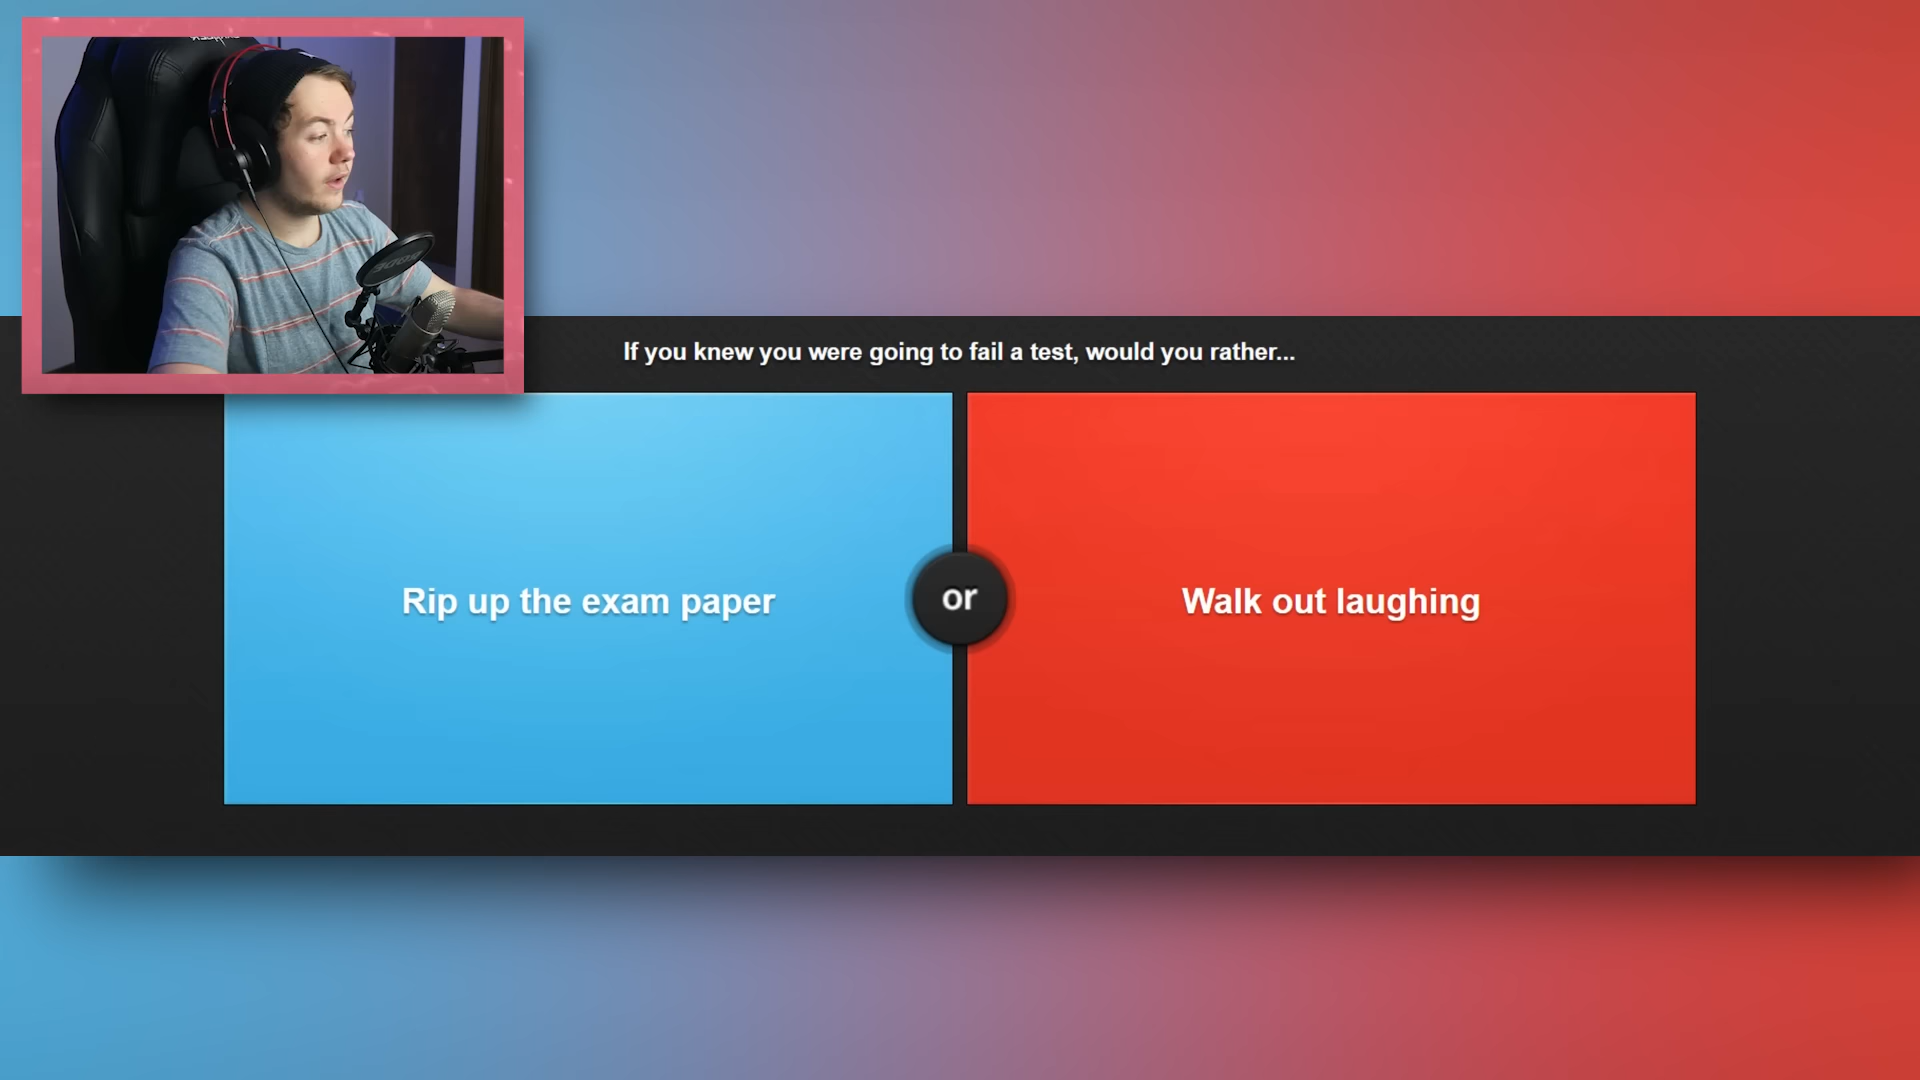 If you knew you were going to fail a test, would you rather...
Rip up the exam paper
or
Walk out laughing
RODE